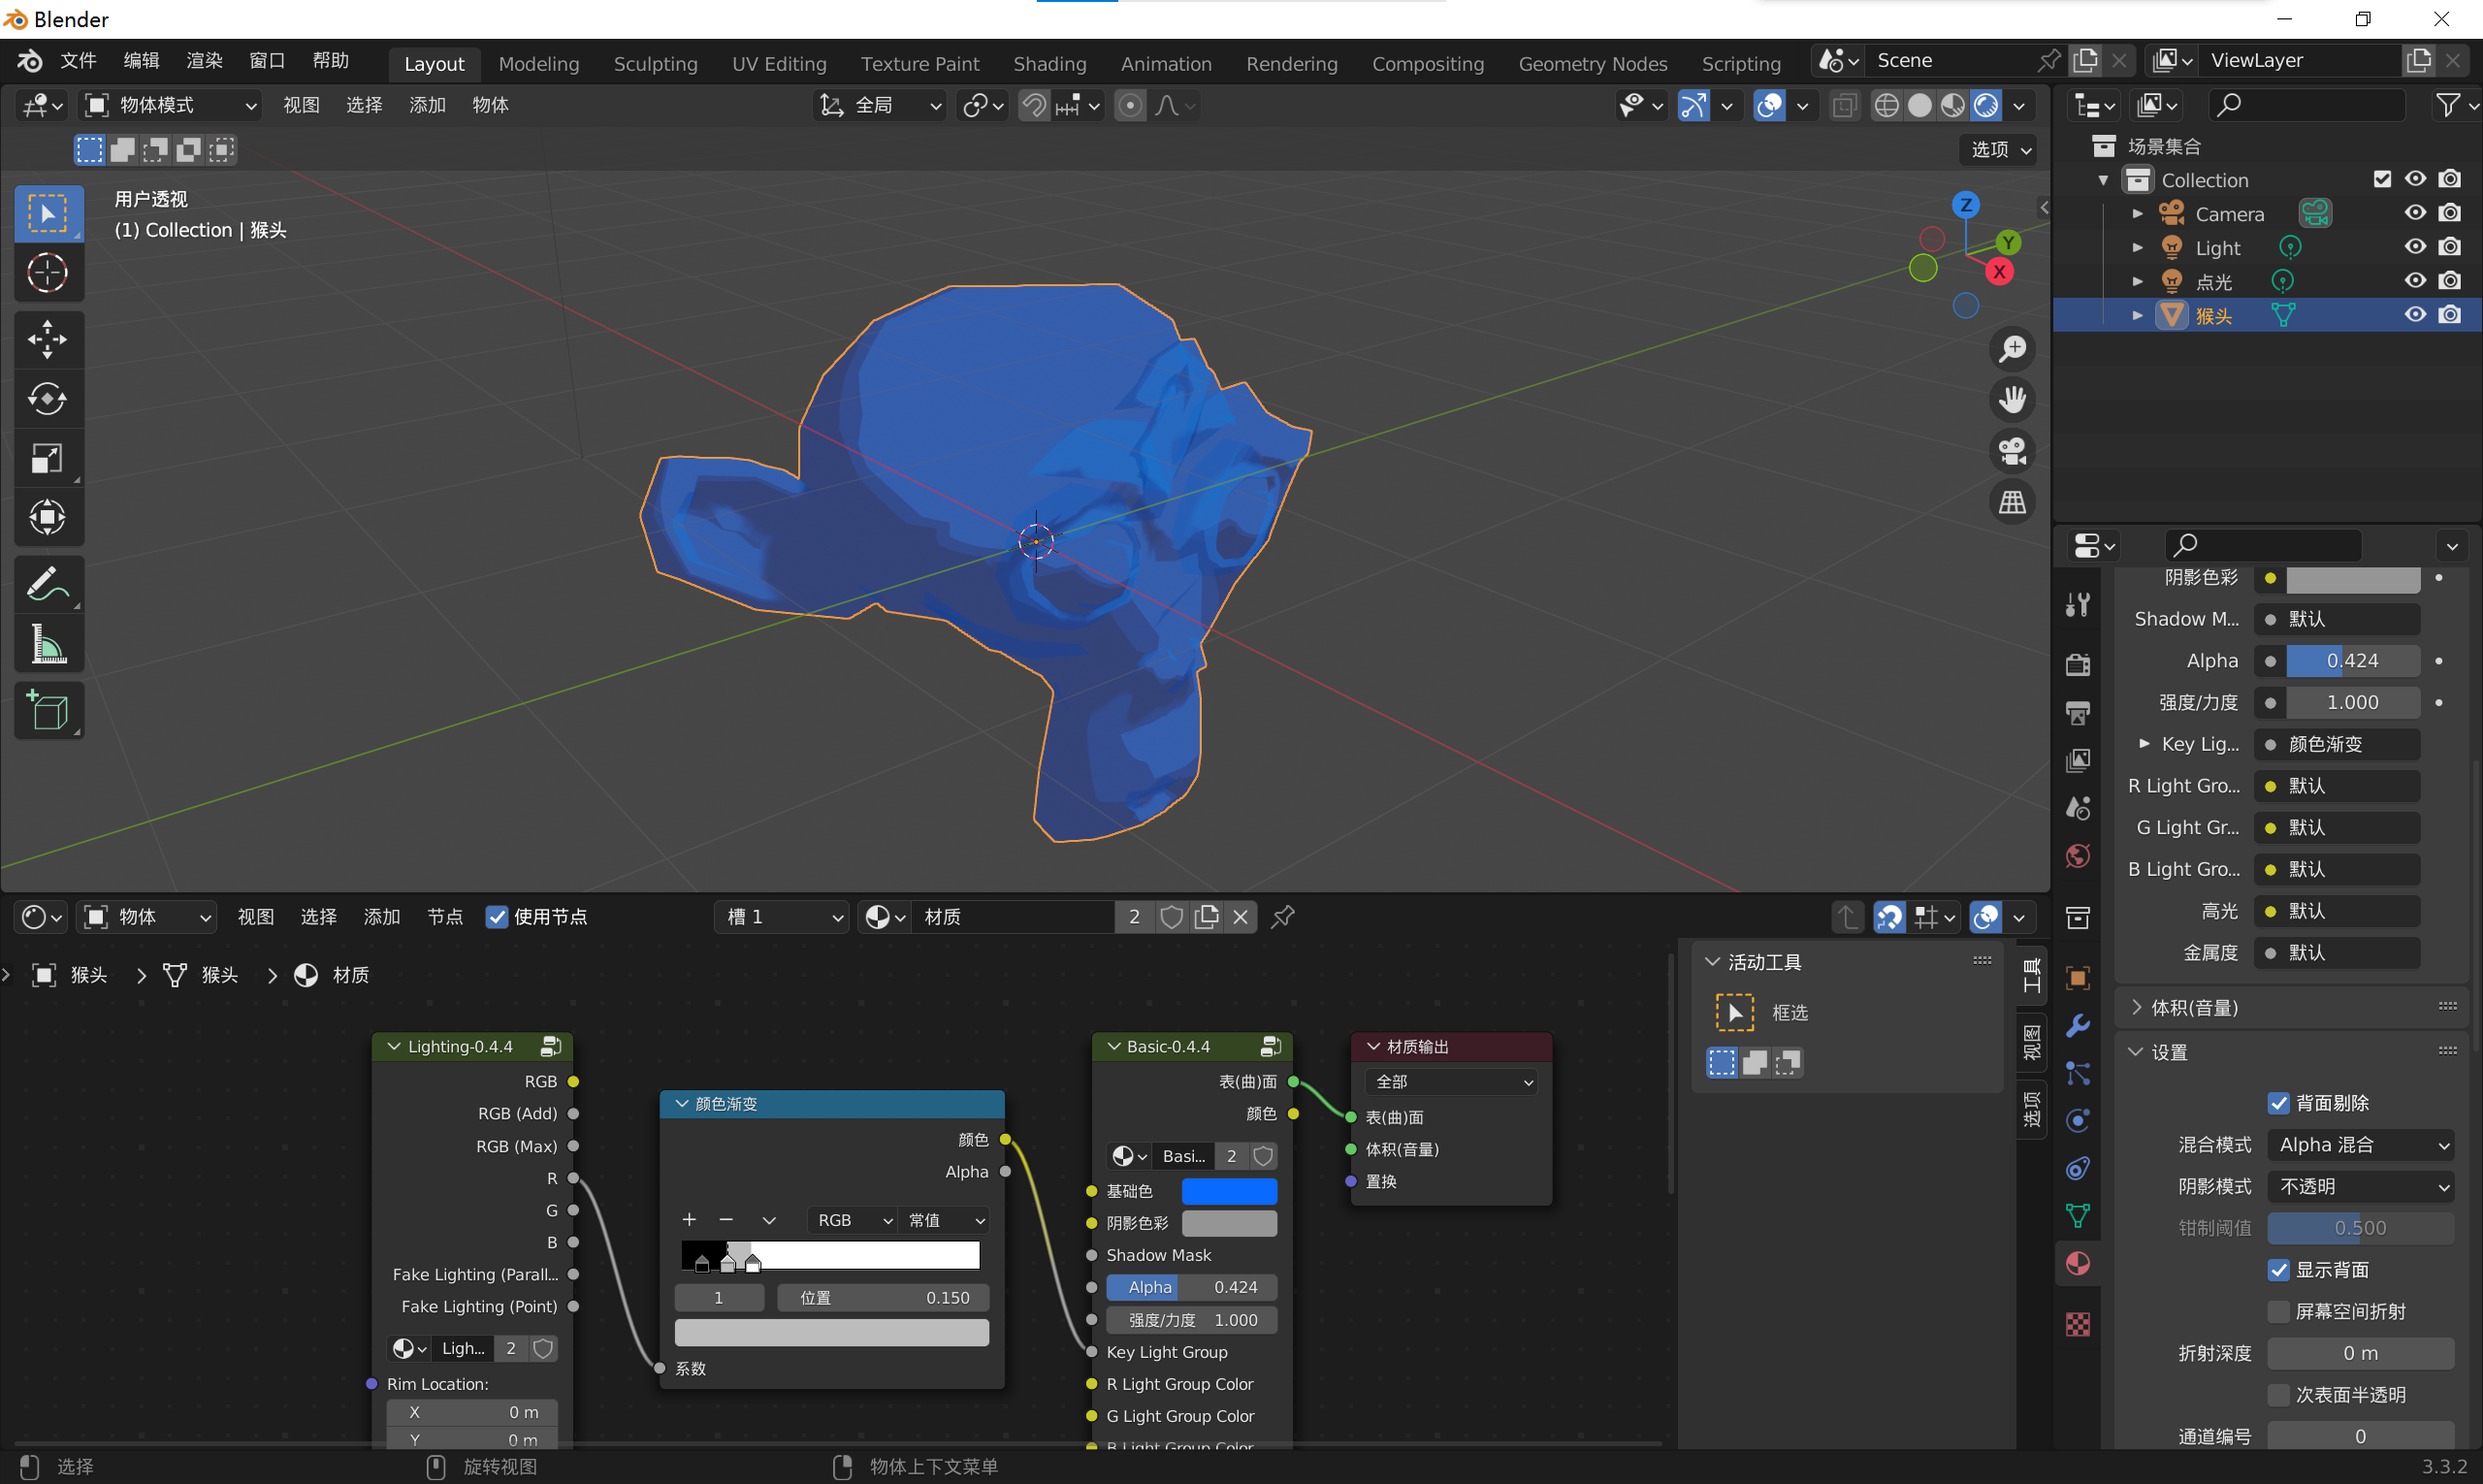 Blender
文件 编辑 渲染 窗口 帮助 Layout Modeling Sculpting UV Editing Texture Paint Shading Animation Rendering Compositing Geometry Nodes Scripting Scene ViewLayer
物体模式 视图 选择 添加 物体 全局
选项
用户透视
(1) Collection | 猴头
Z
Y
X
场景集合
Collection
Camera
Light
点光
猴头
阴影色彩
Shadow M... 默认
Alpha 0.424
强度/力度 1.000
Key Lig... 颜色渐变
R Light Gro... 默认
G Light Gr... 默认
B Light Gro... 默认
高光 默认
金属度 默认
体积(音量)
设置
背面剔除
混合模式 Alpha 混合
阴影模式 不透明
钳制阈值 0.500
显示背面
屏幕空间折射
折射深度 0 m
次表面半透明
通道编号 0
物体 视图 选择 添加 节点 使用节点 槽 1 材质 2
猴头 猴头 材质
活动工具
框选
工具
视图
选项
Lighting-0.4.4
RGB
RGB (Add)
RGB (Max)
R
G
B
Fake Lighting (Parall...
Fake Lighting (Point)
Ligh... 2
Rim Location:
X 0 m
Y 0 m
颜色渐变
颜色
Alpha
RGB 常值
1 位置 0.150
系数
Basic-0.4.4
表(曲)面
颜色
Basi... 2
基础色
阴影色彩
Shadow Mask
Alpha 0.424
强度/力度 1.000
Key Light Group
R Light Group Color
G Light Group Color
B Light Group Color
材质输出
全部
表(曲)面
体积(音量)
置换
选择 旋转视图 物体上下文菜单 3.3.2